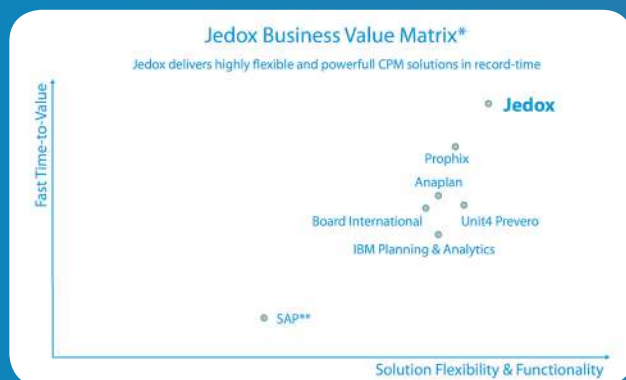 Jedox Business Value Matrix*
Jedox delivers highly flexible and powerfull CPM solutions in record-time
Fast Time-to-Value
Jedox
Prophix
Anaplan
Board International
Unit4 Prevero
IBM Planning & Analytics
SAP**
Solution Flexibility & Functionality